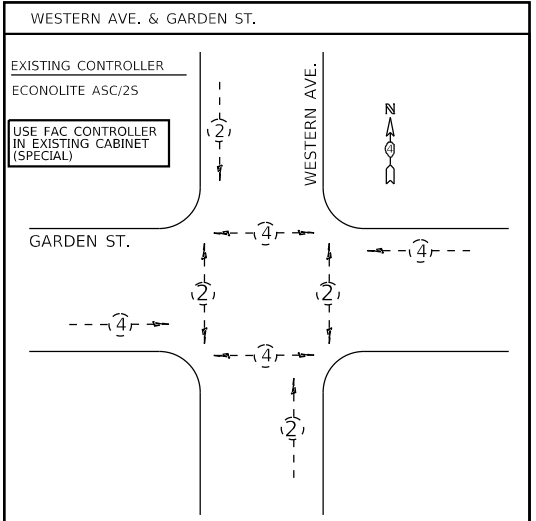 WESTERN AVE. & GARDEN ST.
EXISTING CONTROLLER
ECONOLITE ASC/2S
USE FAC CONTROLLER
IN EXISTING CABINET
(SPECIAL)
WESTERN AVE.
N
4
2
GARDEN ST.
4
4
2
2
4
4
2